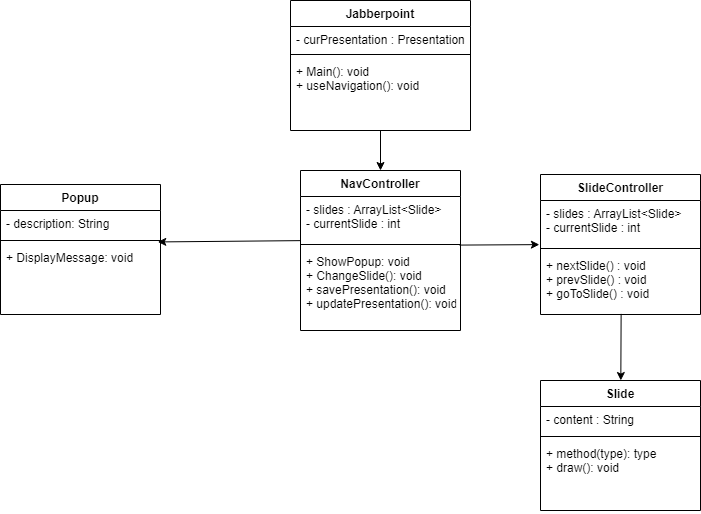 Jabberpoint
- curPresentation : Presentation
+ Main(): void
+ useNavigation(): void
Popup
- description: String
+ DisplayMessage: void
NavController
- slides : ArrayList<Slide>
- currentSlide : int
+ ShowPopup: void
+ ChangeSlide(): void
+ savePresentation(): void
+ updatePresentation(): void
SlideController
- slides : ArrayList<Slide>
- currentSlide : int
+ nextSlide() : void
+ prevSlide() : void
+ goToSlide() : void
Slide
- content : String
+ method(type): type
+ draw(): void